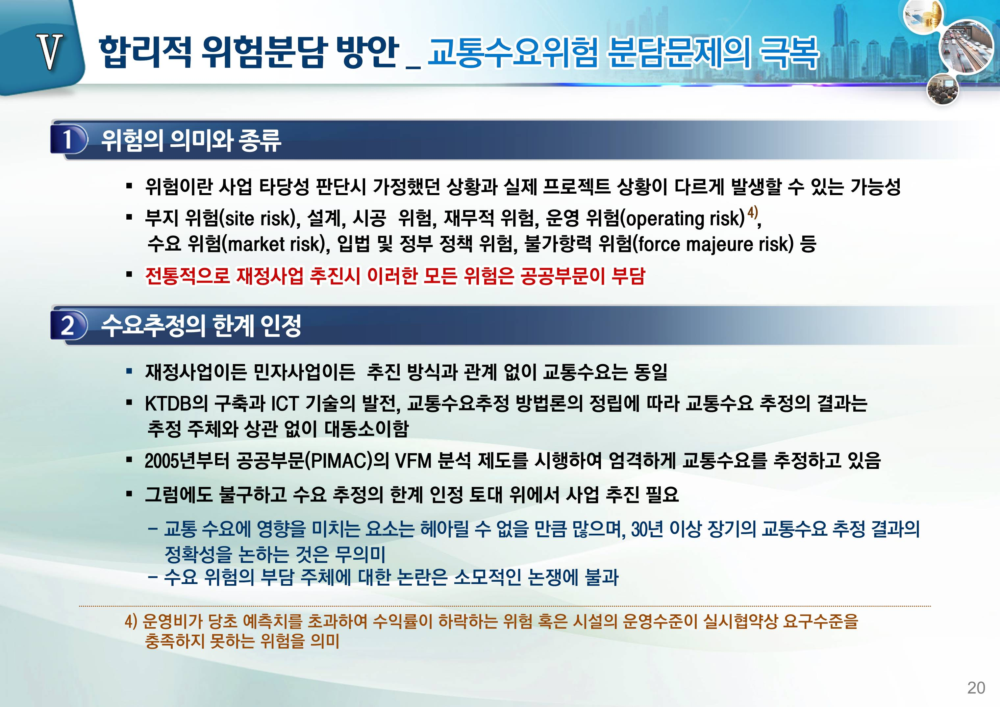 V
합리적 위험분담 방안 _ 교통수요위험 분담문제의 극복
1 위험의 의미와 종류
▪ 위험이란 사업 타당성 판단시 가정했던 상황과 실제 프로젝트 상황이 다르게 발생할 수 있는 가능성
▪ 부지 위험(site risk), 설계, 시공 위험, 재무적 위험, 운영 위험(operating risk)4),
수요 위험(market risk), 입법 및 정부 정책 위험, 불가항력 위험(force majeure risk) 등
▪ 전통적으로 재정사업 추진시 이러한 모든 위험은 공공부문이 부담
2 수요추정의 한계 인정
▪ 재정사업이든 민자사업이든 추진 방식과 관계 없이 교통수요는 동일
▪ KTDB의 구축과 ICT 기술의 발전, 교통수요추정 방법론의 정립에 따라 교통수요 추정의 결과는
추정 주체와 상관 없이 대동소이함
▪ 2005년부터 공공부문(PIMAC)의 VFM 분석 제도를 시행하여 엄격하게 교통수요를 추정하고 있음
▪ 그럼에도 불구하고 수요 추정의 한계 인정 토대 위에서 사업 추진 필요
– 교통 수요에 영향을 미치는 요소는 헤아릴 수 없을 만큼 많으며, 30년 이상 장기의 교통수요 추정 결과의
정확성을 논하는 것은 무의미
– 수요 위험의 부담 주체에 대한 논란은 소모적인 논쟁에 불과
4) 운영비가 당초 예측치를 초과하여 수익률이 하락하는 위험 혹은 시설의 운영수준이 실시협약상 요구수준을
충족하지 못하는 위험을 의미
20